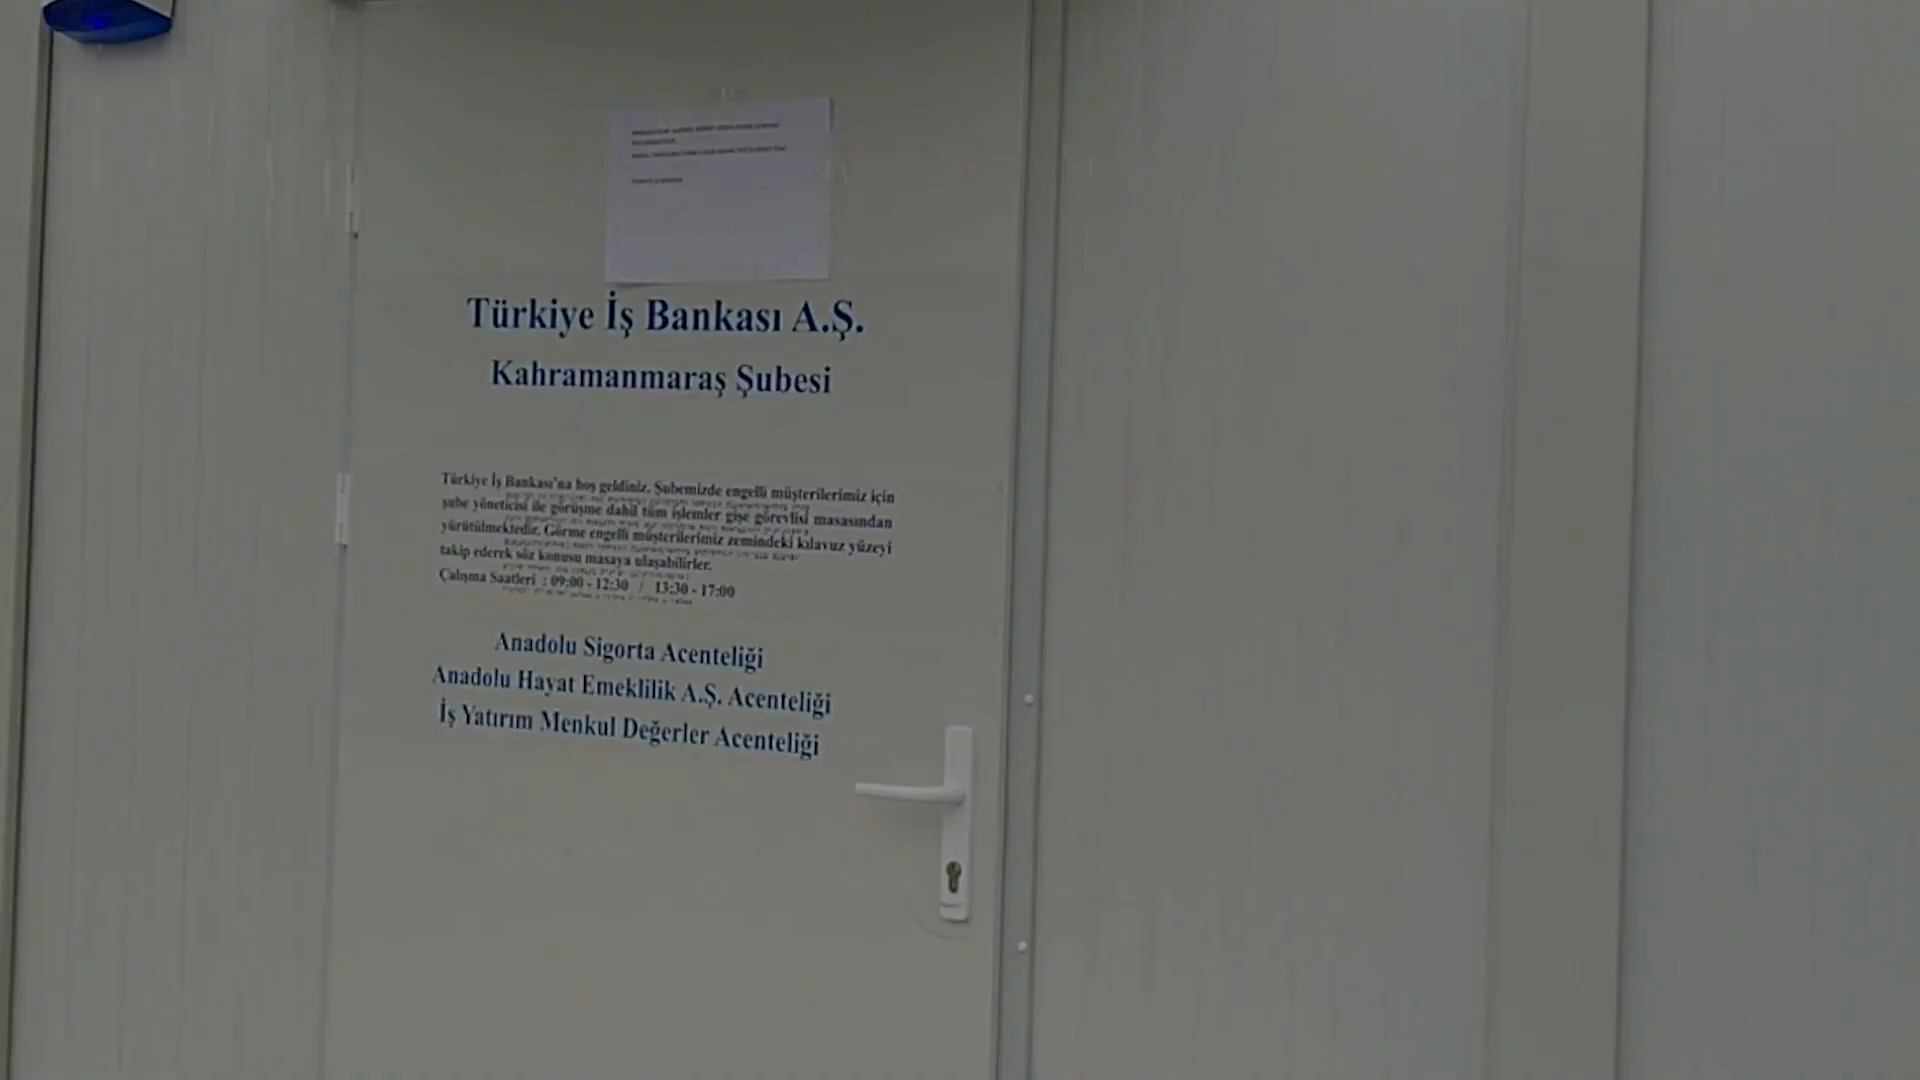 Türkiye İş Bankası A.Ş.
Kahramanmaraş Şubesi
Türkiye İş Bankası'na hoş geldiniz. Şubemizde engelli müşterilerimiz için
şube yöneticisi ile görüşme dahil tüm işlemler gişe görevlisi masasından
yürütülmektedir. Görme engelli müşterilerimiz zemindeki kılavuz yüzeyi
takip ederek söz konusu masaya ulaşabilirler.
Çalışma Saatleri : 09:00 - 12:30 / 13:30 - 17:00
Anadolu Sigorta Acenteliği
Anadolu Hayat Emeklilik A.Ş. Acenteliği
İş Yatırım Menkul Değerler Acenteliği